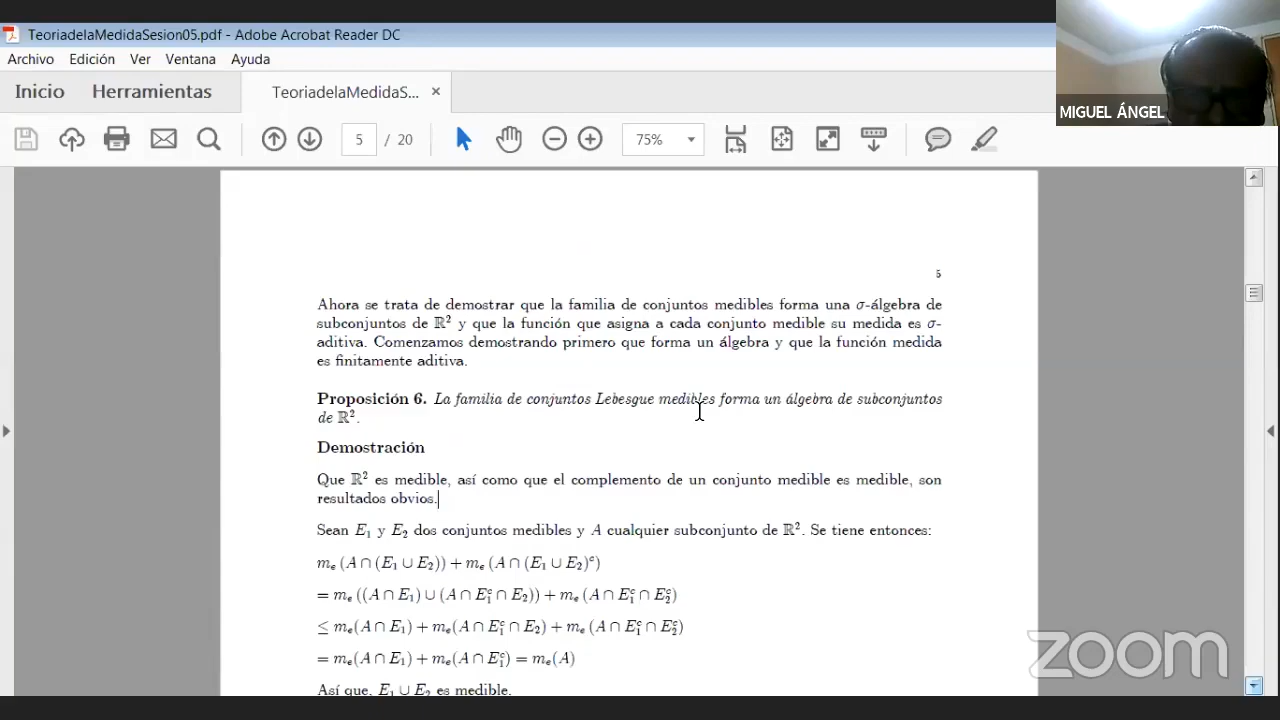 TeoriadelaMedidaSesion05.pdf - Adobe Acrobat Reader DC
Archivo Edición Ver Ventana Ayuda
Inicio Herramientas TeoriadelaMedidaS... ×
5 / 20 75%
MIGUEL ÁNGEL
5
Ahora se trata de demostrar que la familia de conjuntos medibles forma una σ-álgebra de
subconjuntos de ℝ² y que la función que asigna a cada conjunto medible su medida es σ-
aditiva. Comenzamos demostrando primero que forma un álgebra y que la función medida
es finitamente aditiva.
Proposición 6. La familia de conjuntos Lebesgue medibles forma un álgebra de subconjuntos
de ℝ².
Demostración
Que ℝ² es medible, así como que el complemento de un conjunto medible es medible, son
resultados obvios.
Sean E₁ y E₂ dos conjuntos medibles y A cualquier subconjunto de ℝ². Se tiene entonces:
mₑ (A ∩ (E₁ ∪ E₂)) + mₑ (A ∩ (E₁ ∪ E₂)ᶜ)
= mₑ ((A ∩ E₁) ∪ (A ∩ E₁ᶜ ∩ E₂)) + mₑ (A ∩ E₁ᶜ ∩ E₂ᶜ)
≤ mₑ(A ∩ E₁) + mₑ(A ∩ E₁ᶜ ∩ E₂) + mₑ (A ∩ E₁ᶜ ∩ E₂ᶜ)
= mₑ(A ∩ E₁) + mₑ(A ∩ E₁ᶜ) = mₑ(A)
Así que, E₁ ∪ E₂ es medible.
zoom